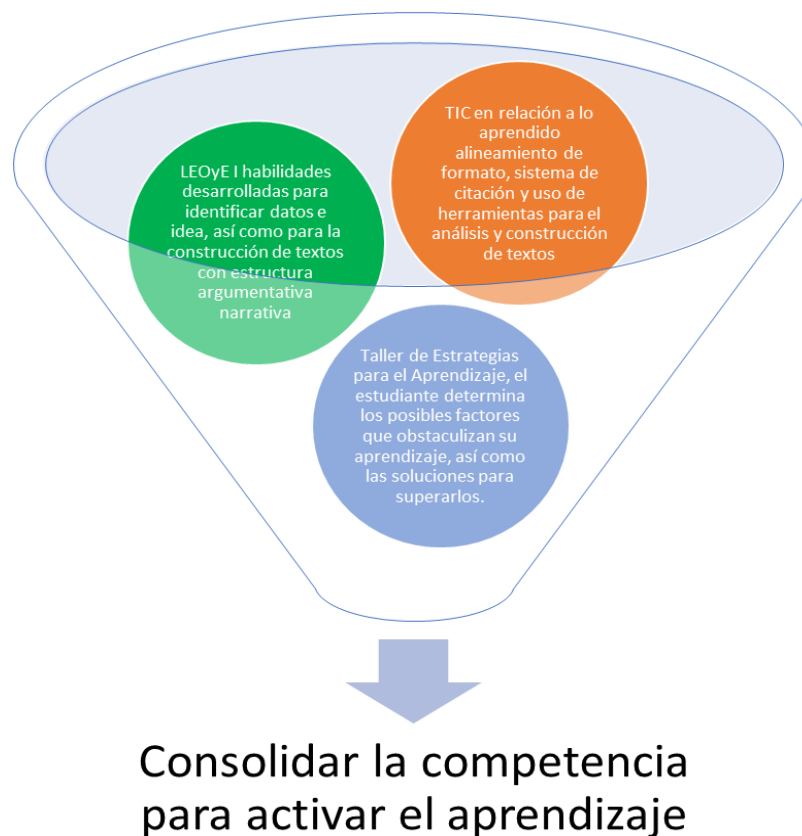 LEOyE I habilidades
desarrolladas para
identificar datos e
idea, así como para la
construcción de textos
con estructura
argumentativa
narrativa
TIC en relación a lo
aprendido
alineamiento de
formato, sistema de
citación y uso de
herramientas para el
análisis y construcción
de textos
Taller de Estrategias
para el Aprendizaje, el
estudiante determina
los posibles factores
que obstaculizan su
aprendizaje, así como
las soluciones para
superarlos.
Consolidar la competencia
para activar el aprendizaje